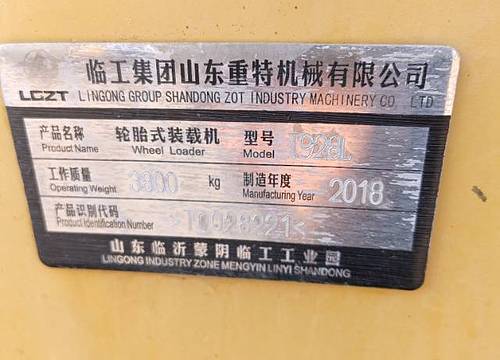 临工集团山东重特机械有限公司
LGZT LINGONG GROUP SHANDONG ZOT INDUSTRY MACHINERY CO., LTD
产品名称 轮胎式装载机 型号 T928L
Product Name Wheel Loader Model
工作质量 3800 kg 制造年度 2018
Operating Weight Manufacturing Year
产品识别代码 *T0028221*
Product Identification Number
山东临沂蒙阴临工工业园
LINGONG INDUSTRY ZONE MENGYIN LINYI SHANDONG